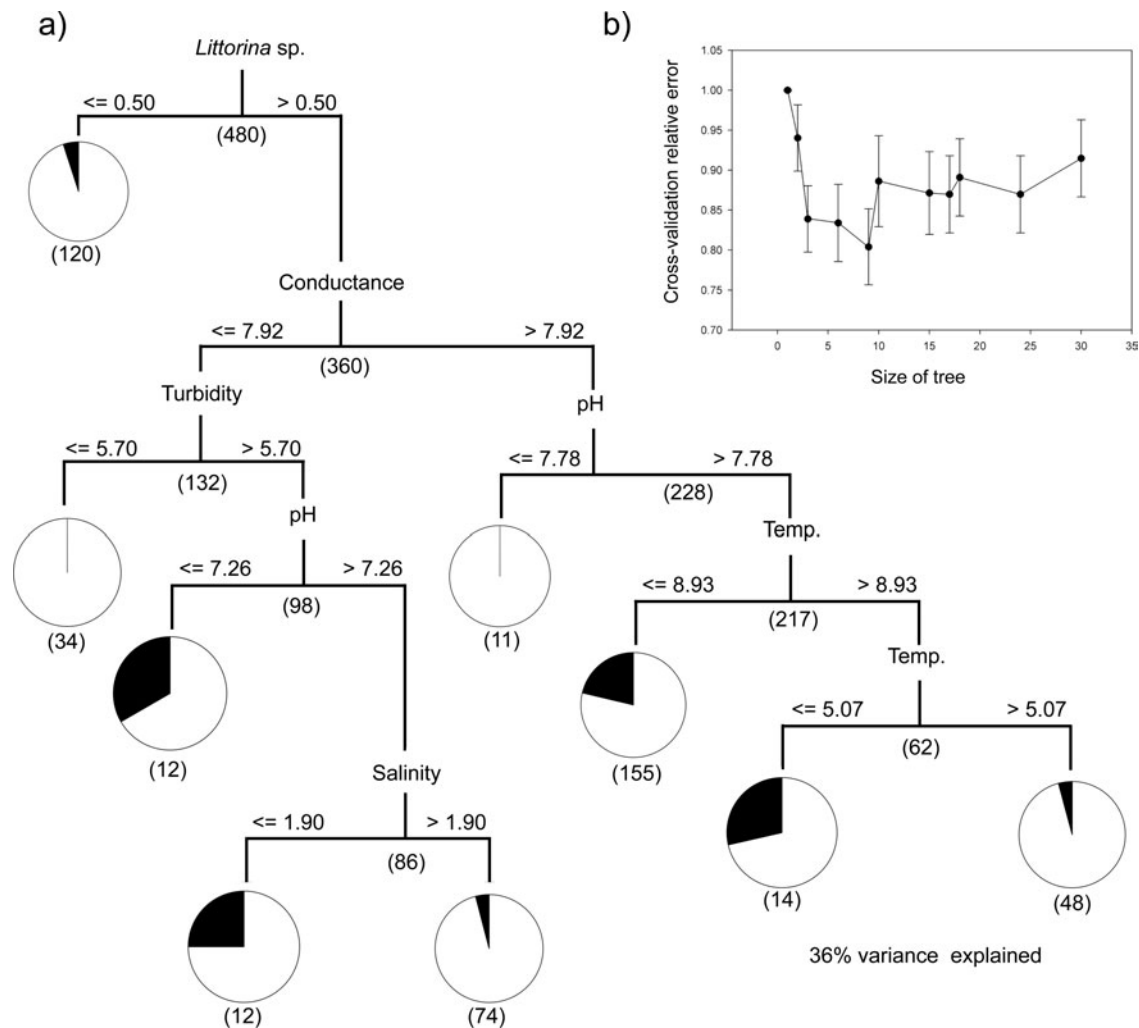 a)
Littorina sp.
<= 0.50 > 0.50
(480)
(120)
Conductance
<= 7.92 > 7.92
(360)
Turbidity
<= 5.70 > 5.70
(132)
(34)
pH
<= 7.26 > 7.26
(98)
(12)
Salinity
<= 1.90 > 1.90
(86)
(12)
(74)
pH
<= 7.78 > 7.78
(228)
(11)
Temp.
<= 8.93 > 8.93
(217)
(155)
Temp.
<= 5.07 > 5.07
(62)
(14)
(48)
36% variance explained
b)
Cross-validation relative error
1.05
1.00
0.95
0.90
0.85
0.80
0.75
0.70
0 5 10 15 20 25 30 35
Size of tree